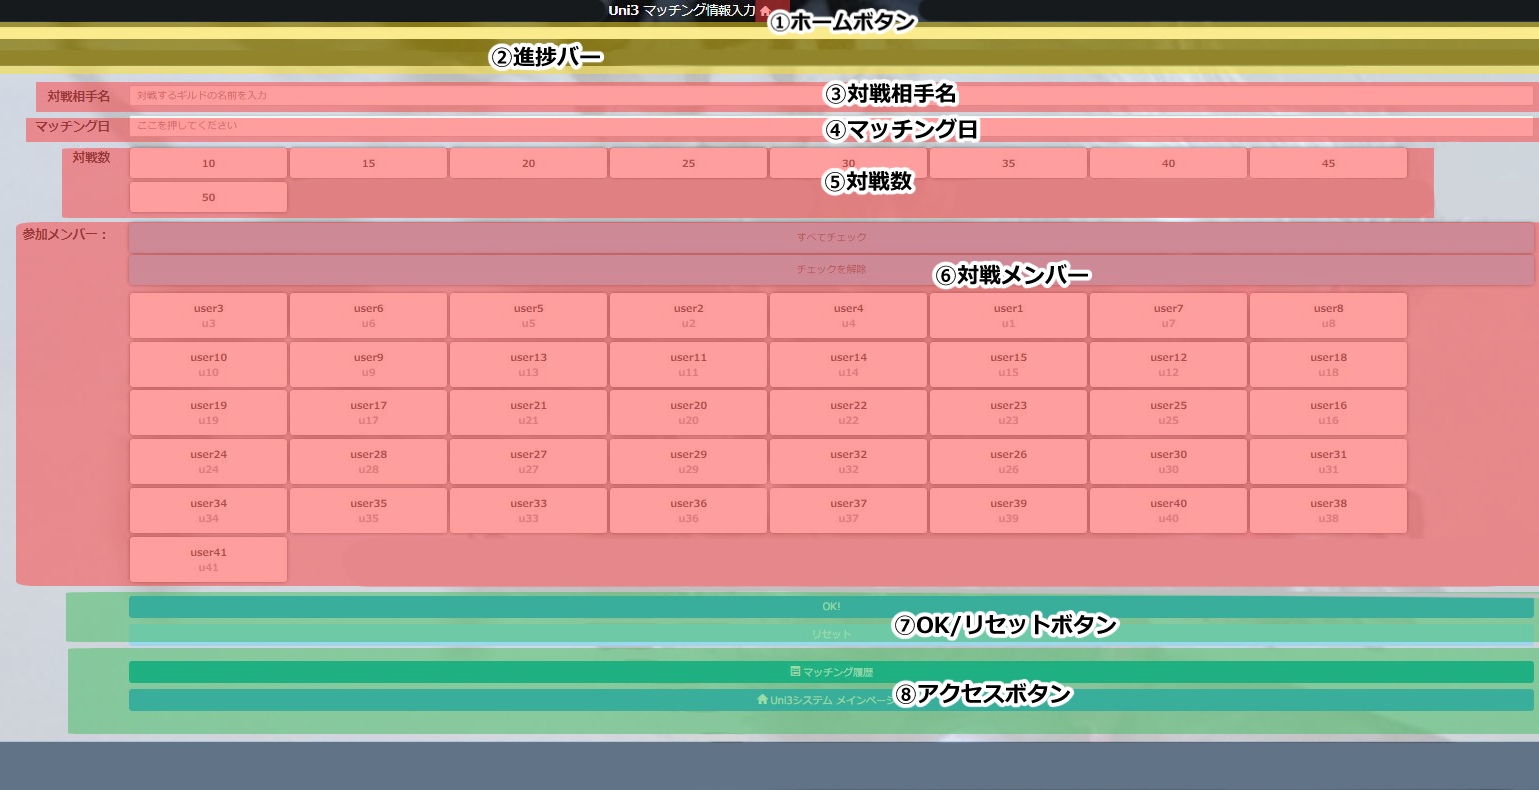 Uni3 マッチング情報入力
①ホームボタン
②進捗バー
対戦相手名 対戦するギルドの名前を入力
③対戦相手名
マッチング日 ここを押してください
④マッチング日
対戦数 10 15 20 25 30 35 40 45
⑤対戦数
50
参加メンバー： すべてチェック
チェックを解除
⑥対戦メンバー
user3 user6 user5 user2 user4 user1 user7 user8
u3 u6 u5 u2 u4 u1 u7 u8
user10 user9 user13 user11 user14 user15 user12 user18
u10 u9 u13 u11 u14 u15 u12 u18
user19 user17 user21 user20 user22 user23 user25 user16
u19 u17 u21 u20 u22 u23 u25 u16
user24 user28 user27 user29 user32 user26 user30 user31
u24 u28 u27 u29 u32 u26 u30 u31
user34 user35 user33 user36 user37 user39 user40 user38
u34 u35 u33 u36 u37 u39 u40 u38
user41
u41
OK!
⑦OK/リセットボタン
リセット
マッチング履歴
⑧アクセスボタン
Uni3システム メインページ